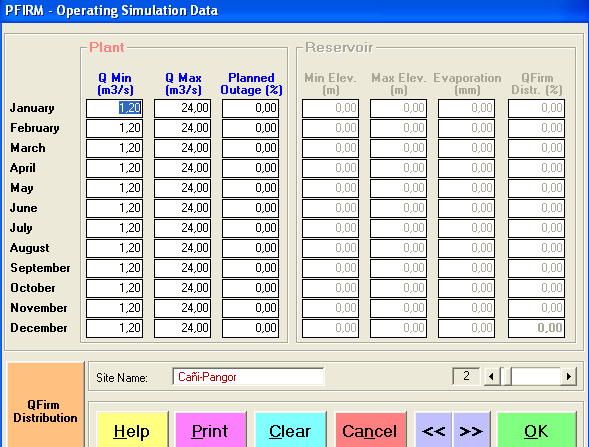 PFIRM - Operating Simulation Data
Plant Reservoir
Q Min (m3/s) Q Max (m3/s) Planned Outage (%) Min Elev. (m) Max Elev. (m) Evaporation (mm) QFirm Distr. (%)
January 1,20 24,00 0,00 0,00 0,00 0,00 0,00
February 1,20 24,00 0,00 0,00 0,00 0,00 0,00
March 1,20 24,00 0,00 0,00 0,00 0,00 0,00
April 1,20 24,00 0,00 0,00 0,00 0,00 0,00
May 1,20 24,00 0,00 0,00 0,00 0,00 0,00
June 1,20 24,00 0,00 0,00 0,00 0,00 0,00
July 1,20 24,00 0,00 0,00 0,00 0,00 0,00
August 1,20 24,00 0,00 0,00 0,00 0,00 0,00
September 1,20 24,00 0,00 0,00 0,00 0,00 0,00
October 1,20 24,00 0,00 0,00 0,00 0,00 0,00
November 1,20 24,00 0,00 0,00 0,00 0,00 0,00
December 1,20 24,00 0,00 0,00 0,00 0,00 0,00
Site Name: Cañi-Pangor 2
QFirm
Distribution
Help Print Clear Cancel << >> OK